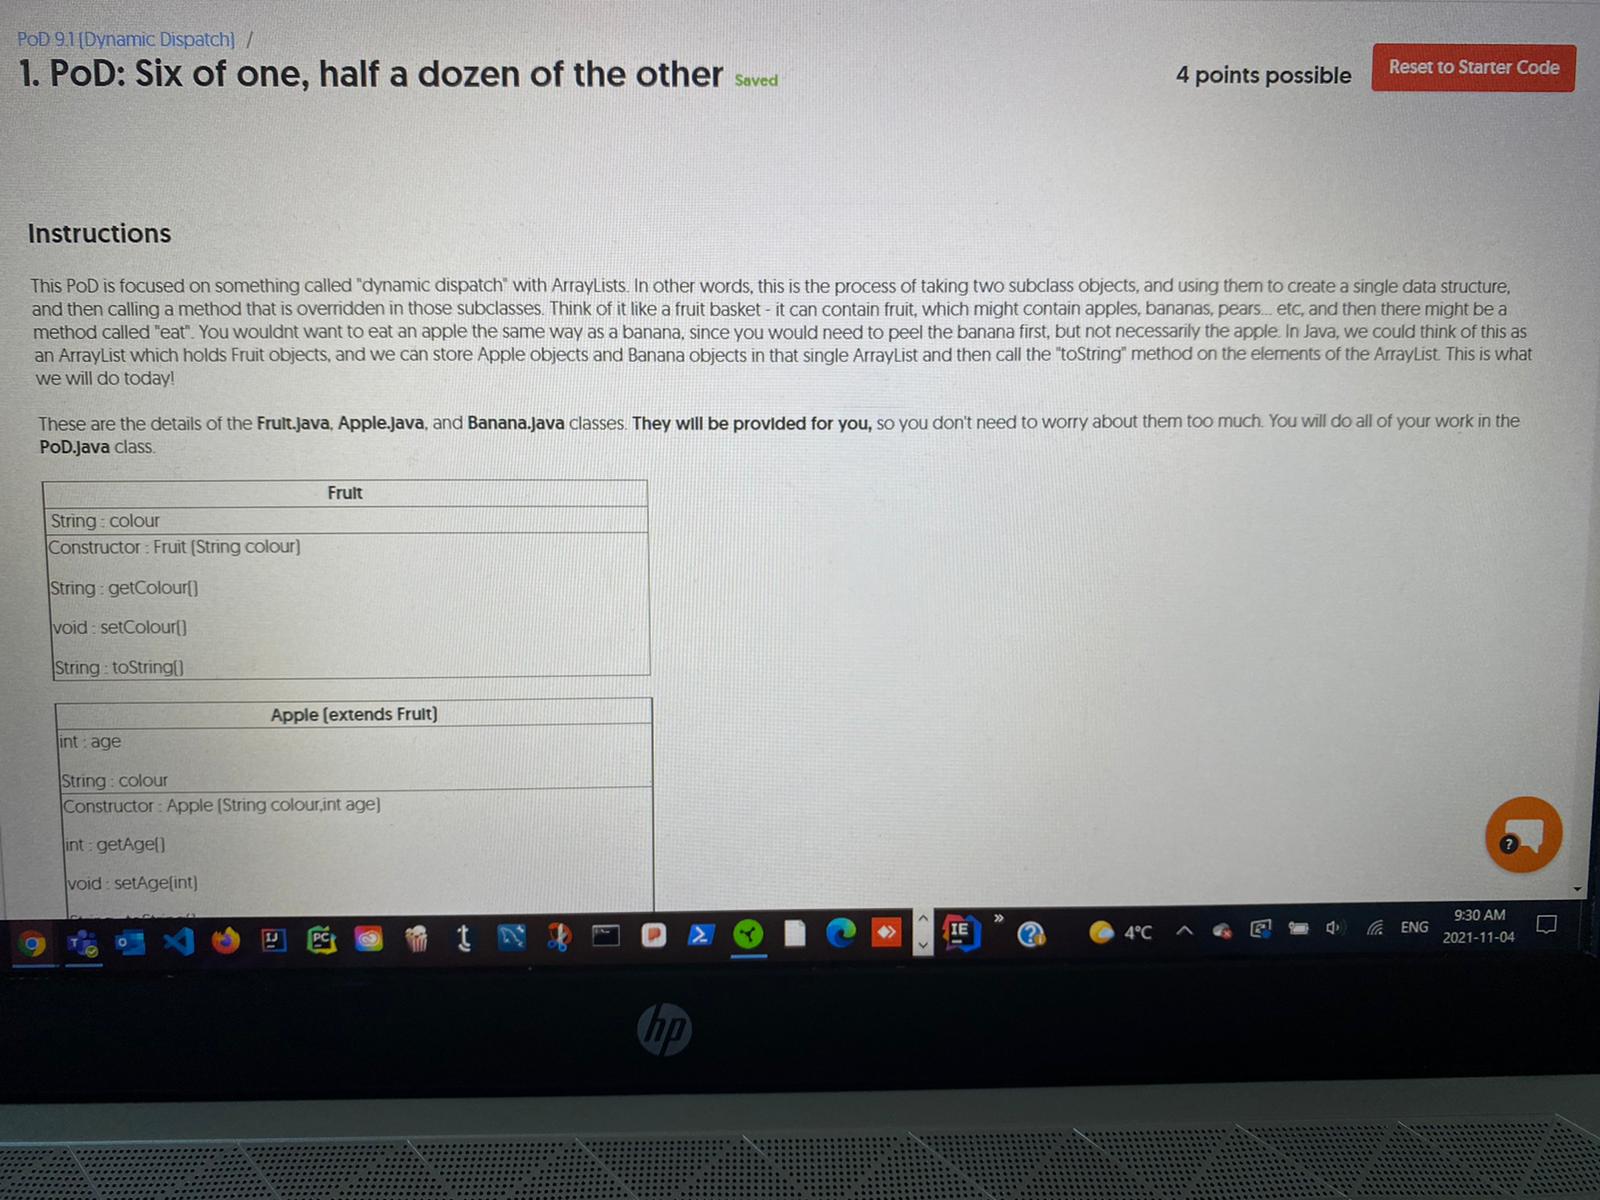 PoD 9.1 (Dynamic Dispatch) /
1. PoD: Six of one, half a dozen of the other Saved
4 points possible
Reset to Starter Code
Instructions
This PoD is focused on something called "dynamic dispatch" with ArrayLists. In other words, this is the process of taking two subclass objects, and using them to create a single data structure,
and then calling a method that is overridden in those subclasses. Think of it like a fruit basket - it can contain fruit, which might contain apples, bananas, pears... etc, and then there might be a
method called "eat". You wouldnt want to eat an apple the same way as a banana, since you would need to peel the banana first, but not necessarily the apple. In Java, we could think of this as
an ArrayList which holds Fruit objects, and we can store Apple objects and Banana objects in that single ArrayList and then call the "toString" method on the elements of the ArrayList. This is what
we will do today!
These are the details of the Fruit.java, Apple.java, and Banana.java classes. They will be provided for you, so you don't need to worry about them too much. You will do all of your work in the
PoD.java class.
Fruit
String : colour
Constructor : Fruit (String colour)
String : getColour()
void : setColour()
String : toString()
Apple (extends Fruit)
int : age
String : colour
Constructor : Apple (String colour,int age)
int : getAge()
void : setAge(int)
IJ
PC
IE
4°C
ENG
9:30 AM
2021-11-04
hp